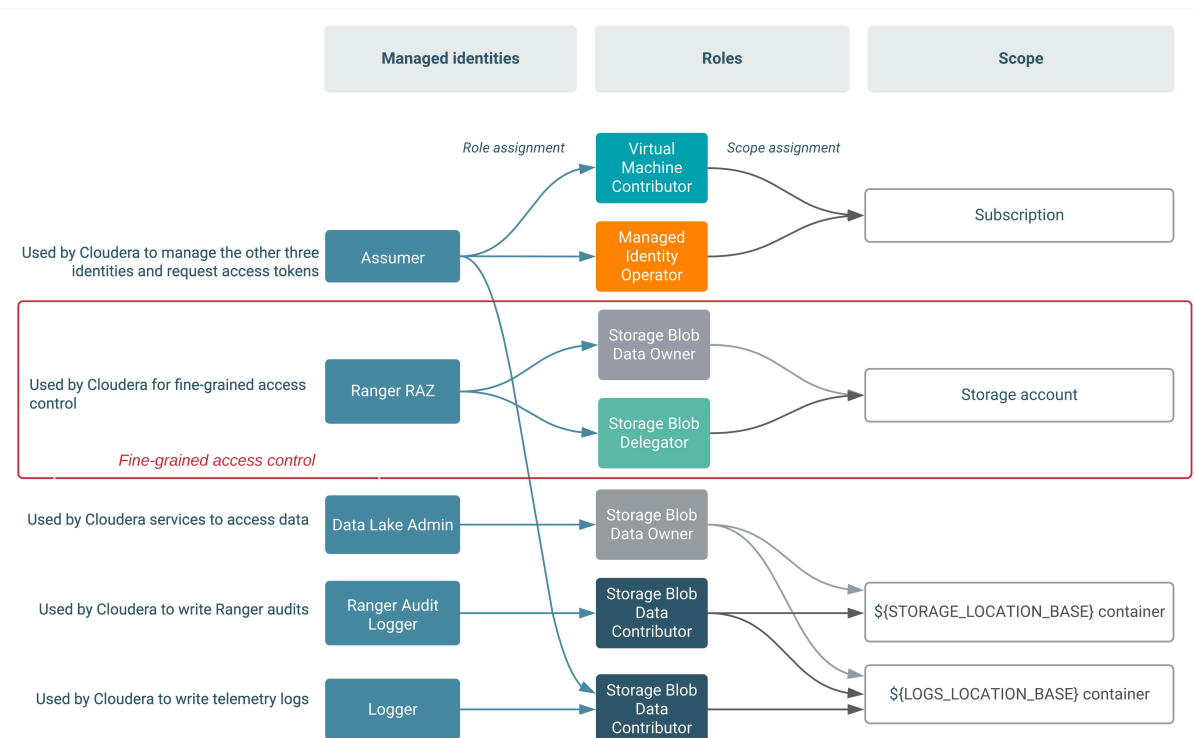 Managed identities
Roles
Scope
Role assignment
Scope assignment
Virtual
Machine
Contributor
Subscription
Used by Cloudera to manage the other three
identities and request access tokens
Assumer
Managed
Identity
Operator
Used by Cloudera for fine-grained access
control
Ranger RAZ
Storage Blob
Data Owner
Storage Blob
Delegator
Storage account
Fine-grained access control
Used by Cloudera services to access data
Data Lake Admin
Storage Blob
Data Owner
Used by Cloudera to write Ranger audits
Ranger Audit
Logger
Storage Blob
Data
Contributor
${STORAGE_LOCATION_BASE} container
Used by Cloudera to write telemetry logs
Logger
Storage Blob
Data
Contributor
${LOGS_LOCATION_BASE} container